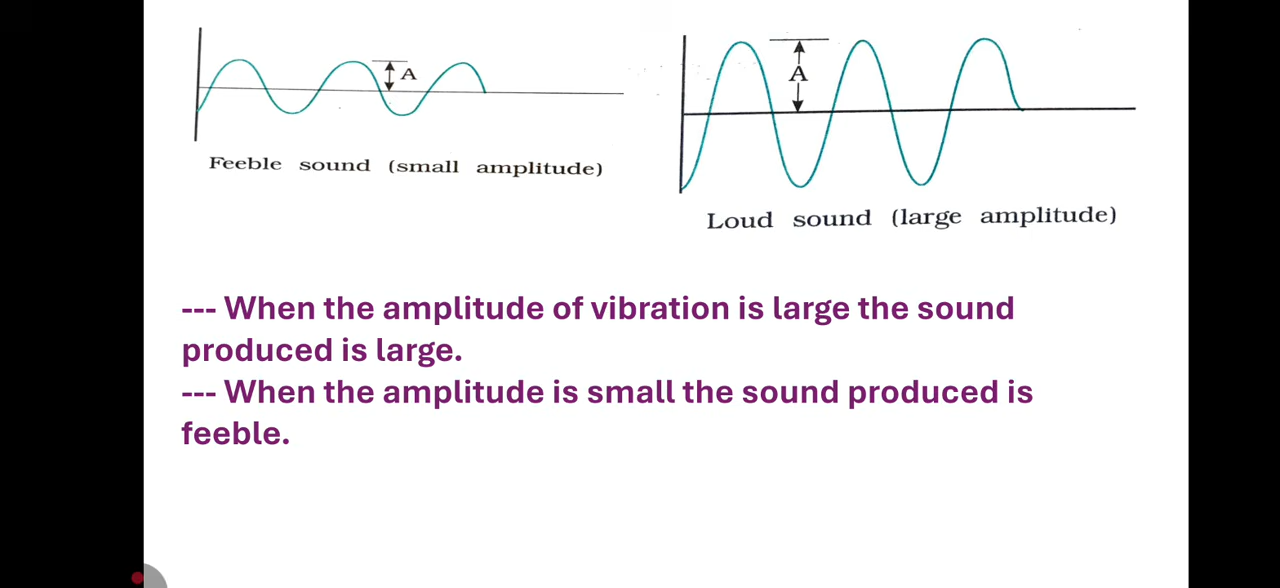 A
A
Feeble sound (small amplitude)
Loud sound (large amplitude)
--- When the amplitude of vibration is large the sound
produced is large.
--- When the amplitude is small the sound produced is
feeble.